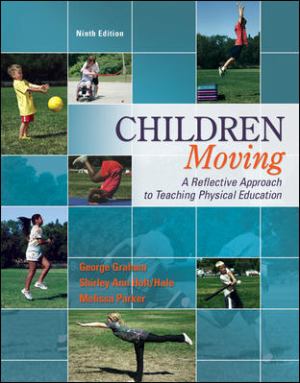 Ninth Edition
CHILDREN
Moving
A Reflective Approach
to Teaching Physical Education
George Graham
Shirley Ann Holt/Hale
Melissa Parker